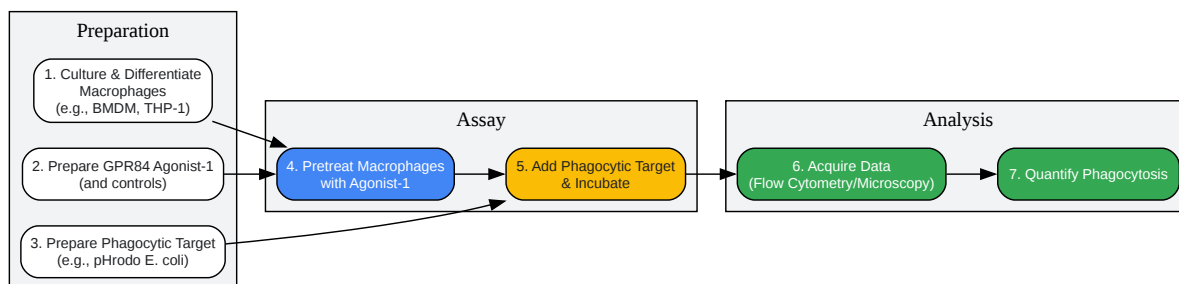 Preparation
1. Culture & Differentiate
Macrophages
(e.g., BMDM, THP-1)
2. Prepare GPR84 Agonist-1
(and controls)
3. Prepare Phagocytic Target
(e.g., pHrodo E. coli)
Assay
4. Pretreat Macrophages
with Agonist-1
5. Add Phagocytic Target
& Incubate
Analysis
6. Acquire Data
(Flow Cytometry/Microscopy)
7. Quantify Phagocytosis